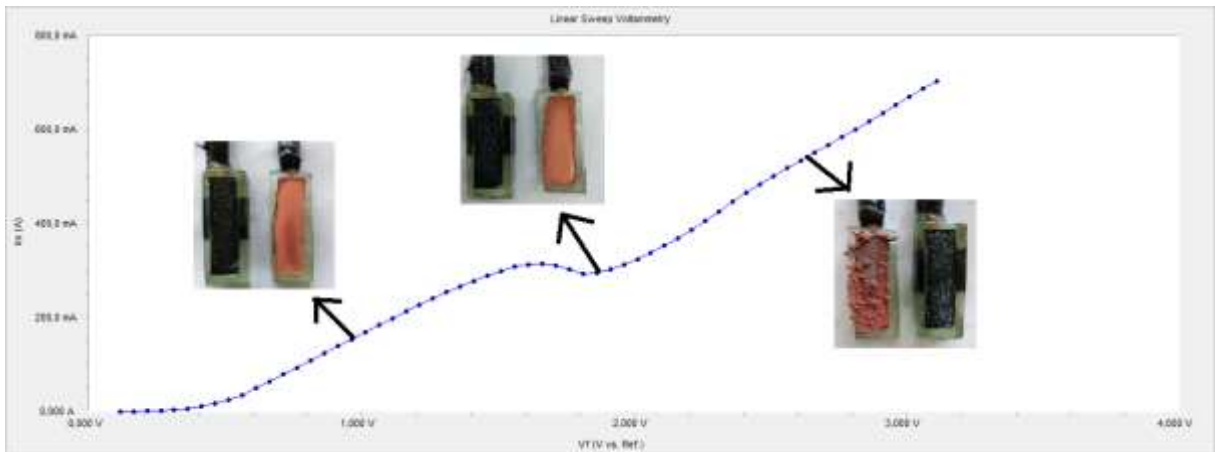 Linear Sweep Voltammetry
800.0 mA
600.0 mA
400.0 mA
200.0 mA
0.000 A
0.000 V
1.000 V
2.000 V
3.000 V
4.000 V
Vf (V vs. Ref.)